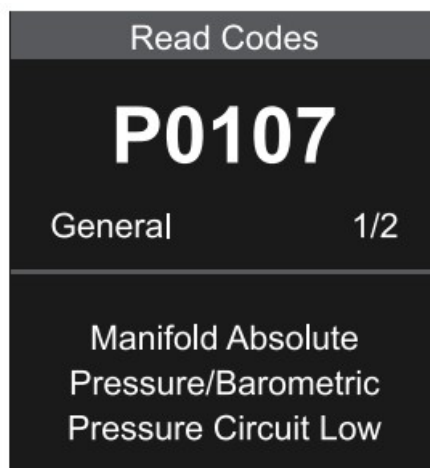 Read Codes
P0107
General 1/2
Manifold Absolute
Pressure/Barometric
Pressure Circuit Low